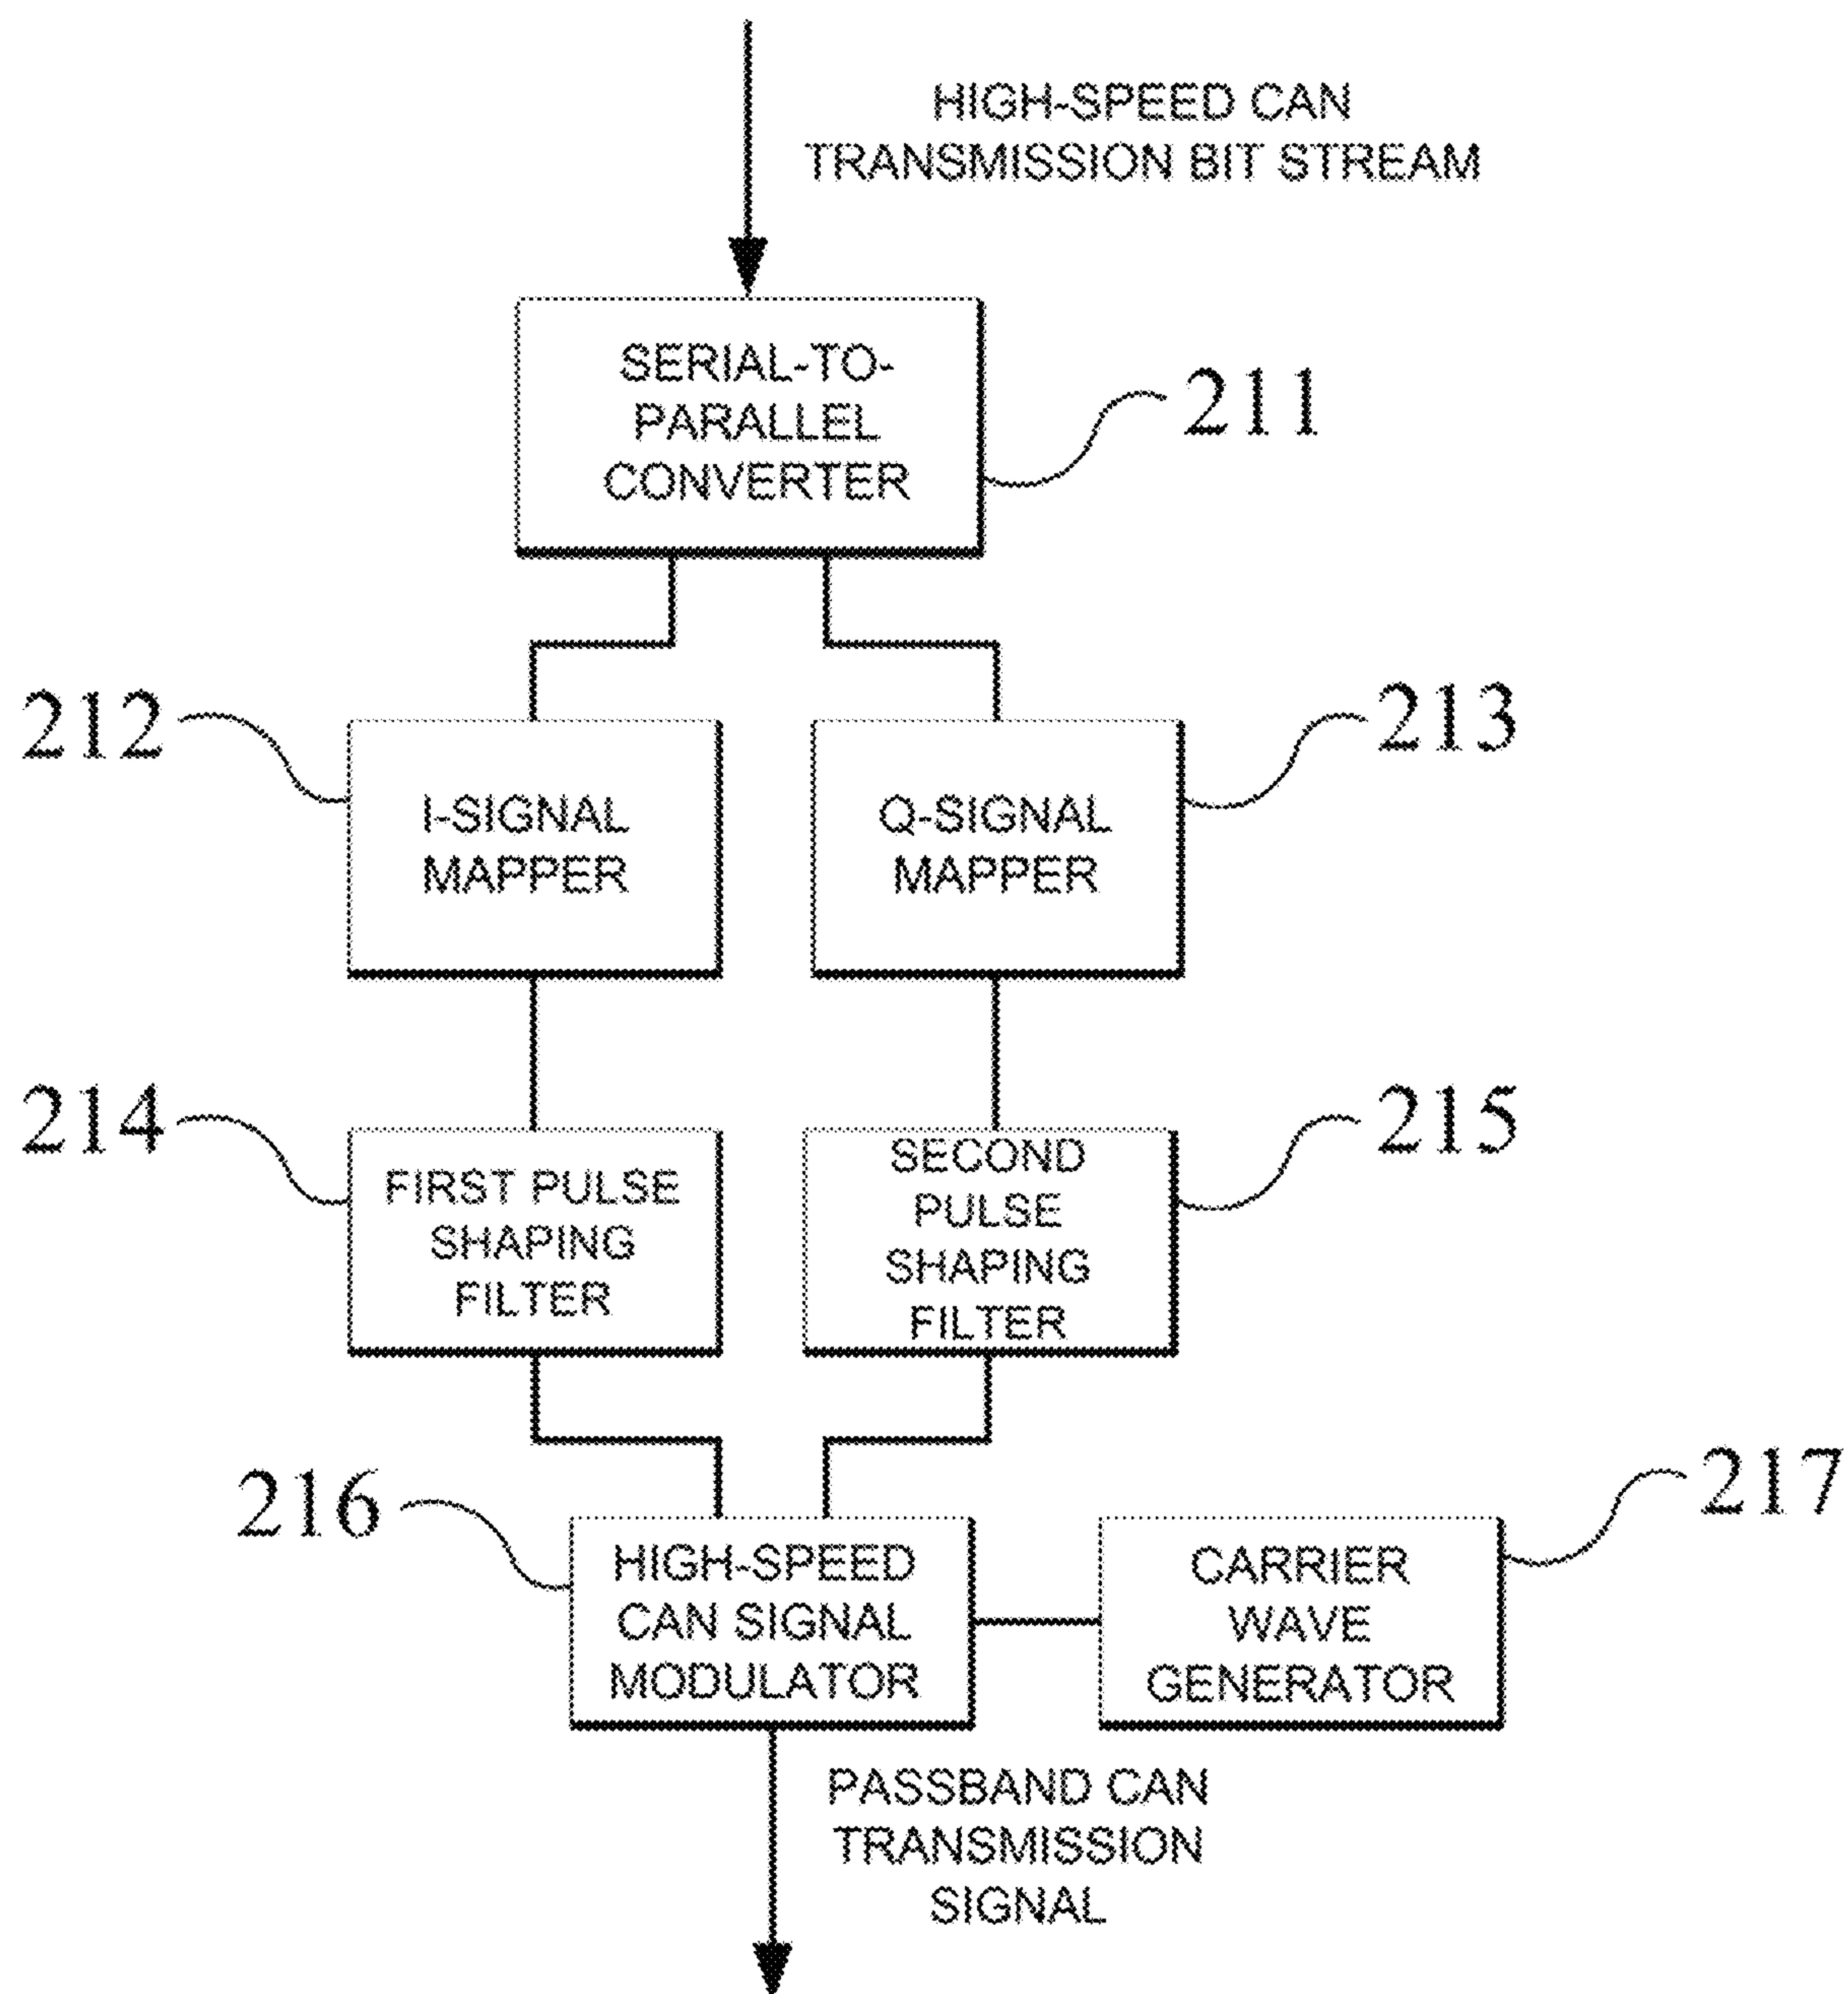 HIGH-SPEED CAN
TRANSMISSION BIT STREAM
SERIAL-TO-
PARALLEL
CONVERTER
211
212
213
I-SIGNAL
MAPPER
Q-SIGNAL
MAPPER
214
215
FIRST PULSE
SHAPING
FILTER
SECOND
PULSE
SHAPING
FILTER
216
217
HIGH-SPEED
CAN SIGNAL
MODULATOR
CARRIER
WAVE
GENERATOR
PASSBAND CAN
TRANSMISSION
SIGNAL